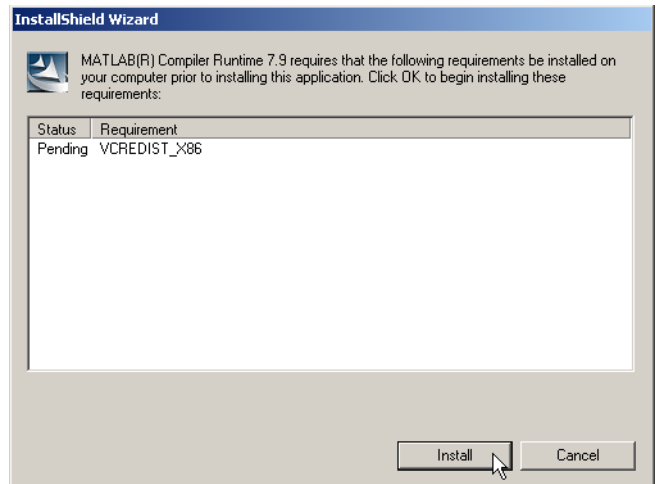 InstallShield Wizard
MATLAB(R) Compiler Runtime 7.9 requires that the following requirements be installed on
your computer prior to installing this application. Click OK to begin installing these
requirements:
Status Requirement
Pending VCREDIST_X86
Install Cancel